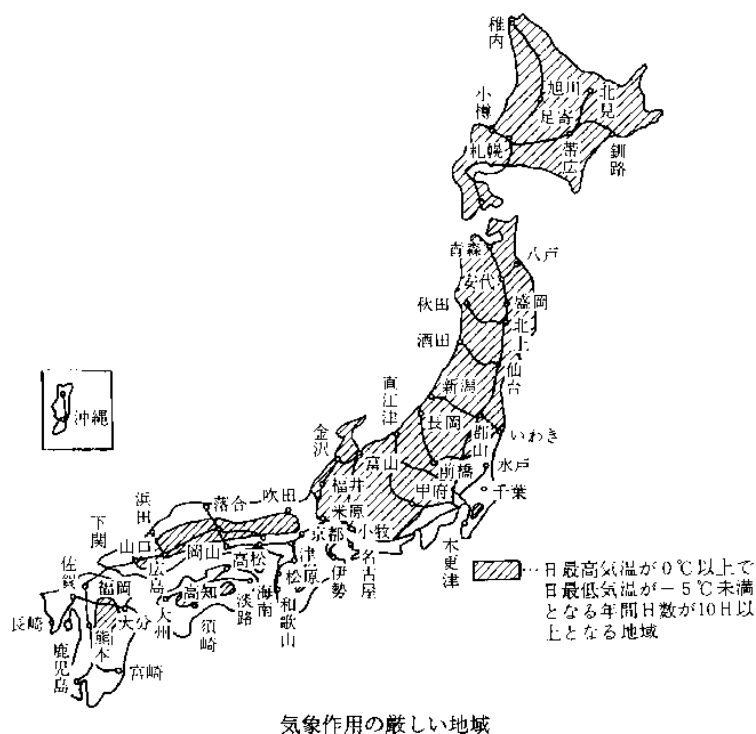 稚内
旭川
北見
小樽
足寄
札幌
帯広
釧路
青森
八戸
安代
秋田
盛岡
北上
酒田
仙台
新潟
直江津
長岡
郡山
いわき
金沢
富山
前橋
水戸
福井
甲府
千葉
沖縄
浜田
落合
吹田
米原
小牧
下関
山口
岡山
京都
名古屋
木更津
佐賀
福岡
広島
高松
津
松原
伊勢
高知
淡路
海南
和歌山
長崎
大分
大州
須崎
熊本
鹿児島
宮崎
…日最高気温が0℃以上で
日最低気温が−5℃未満
となる年間日数が10日以
上となる地域
気象作用の厳しい地域